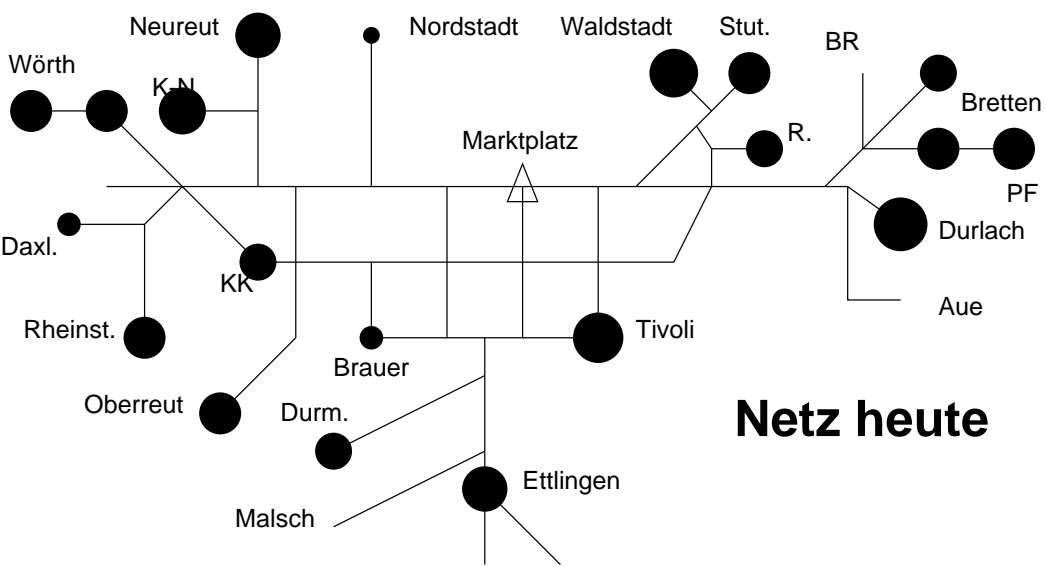 Neureut
Nordstadt
Waldstadt
Stut.
BR
Wörth
K-N
Bretten
R.
Marktplatz
PF
Durlach
Daxl.
KK
Aue
Rheinst.
Tivoli
Brauer
Oberreut
Durm.
Netz heute
Ettlingen
Malsch